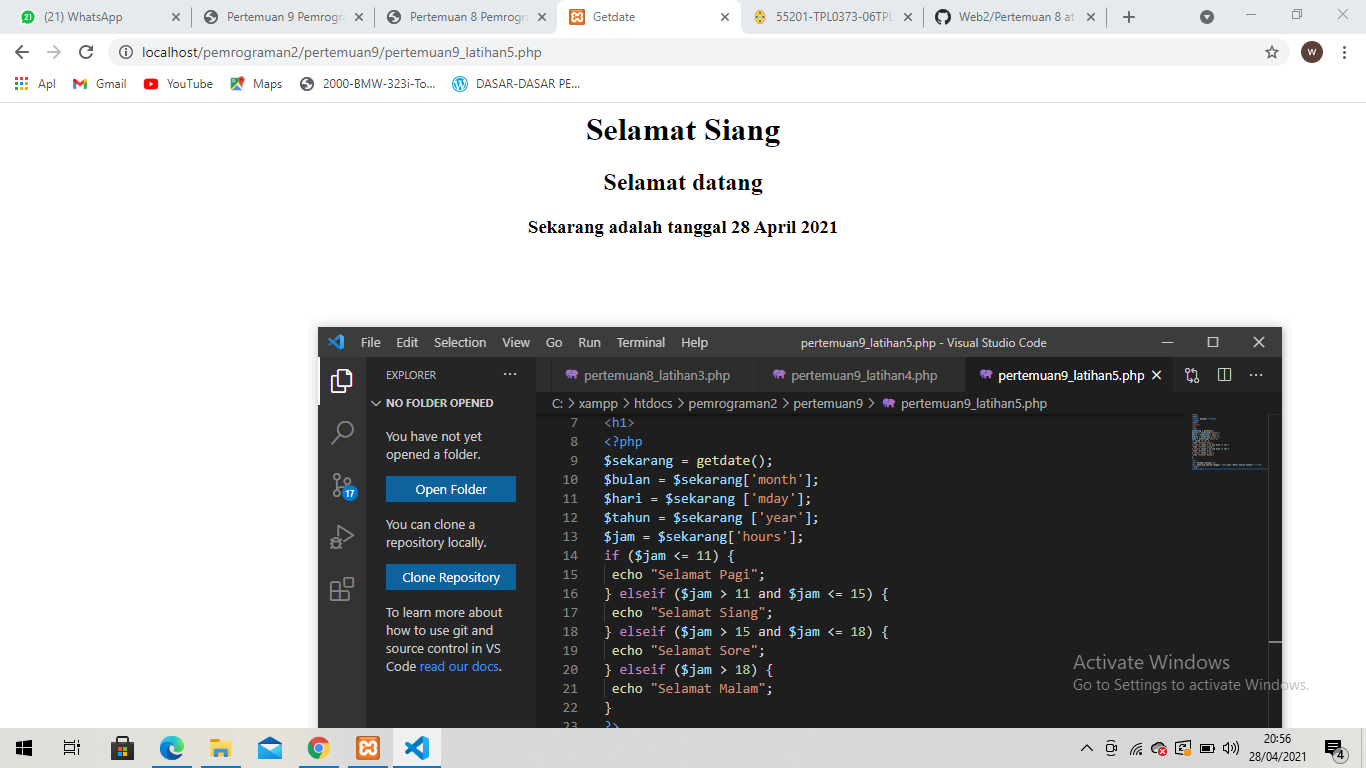 (21) WhatsApp
Pertemuan 9 Pemrogra
Pertemuan 8 Pemrogra
Getdate
55201-TPL0373-06TPL
Web2/Pertemuan 8 at
localhost/pemrograman2/pertemuan9/pertemuan9_latihan5.php
W
Apl
Gmail
YouTube
Maps
2000-BMW-323i-To...
DASAR-DASAR PE...
Selamat Siang
Selamat datang
Sekarang adalah tanggal 28 April 2021
File Edit Selection View Go Run Terminal Help
pertemuan9_latihan5.php - Visual Studio Code
EXPLORER
pertemuan8_latihan3.php
pertemuan9_latihan4.php
pertemuan9_latihan5.php
NO FOLDER OPENED
C: > xampp > htdocs > pemrograman2 > pertemuan9 > pertemuan9_latihan5.php
You have not yet
opened a folder.
Open Folder
You can clone a
repository locally.
Clone Repository
To learn more about
how to use git and
source control in VS
Code read our docs.
17
7 <h1>
8 <?php
9 $sekarang = getdate();
10 $bulan = $sekarang['month'];
11 $hari = $sekarang ['mday'];
12 $tahun = $sekarang ['year'];
13 $jam = $sekarang['hours'];
14 if ($jam <= 11) {
15 echo "Selamat Pagi";
16 } elseif ($jam > 11 and $jam <= 15) {
17 echo "Selamat Siang";
18 } elseif ($jam > 15 and $jam <= 18) {
19 echo "Selamat Sore";
20 } elseif ($jam > 18) {
21 echo "Selamat Malam";
22 }
23 ?>
Activate Windows
Go to Settings to activate Windows.
20:56
28/04/2021
4